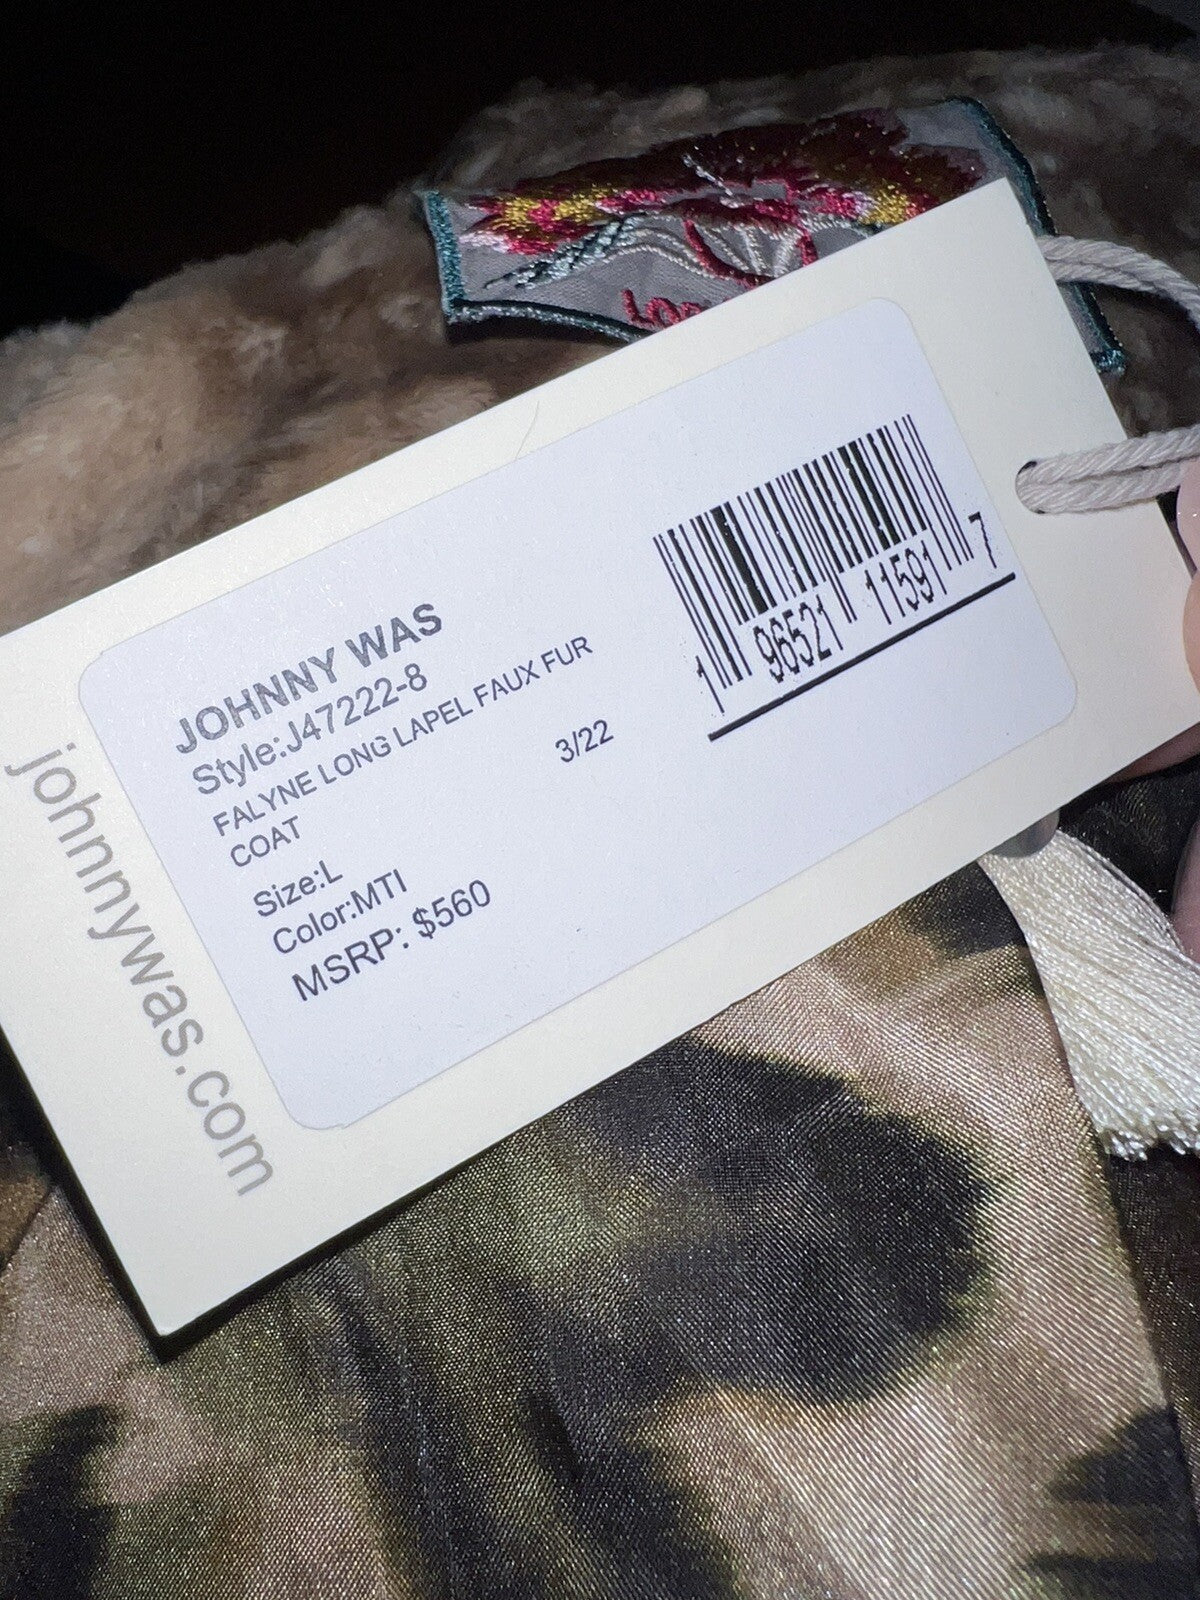 JOHNNY WAS
Style:J47222-8
FALYNE LONG LAPEL FAUX FUR
COAT
3/22
Size:L
Color:MTI
MSRP: $560
1 96521 11591 7
johnnywas.com